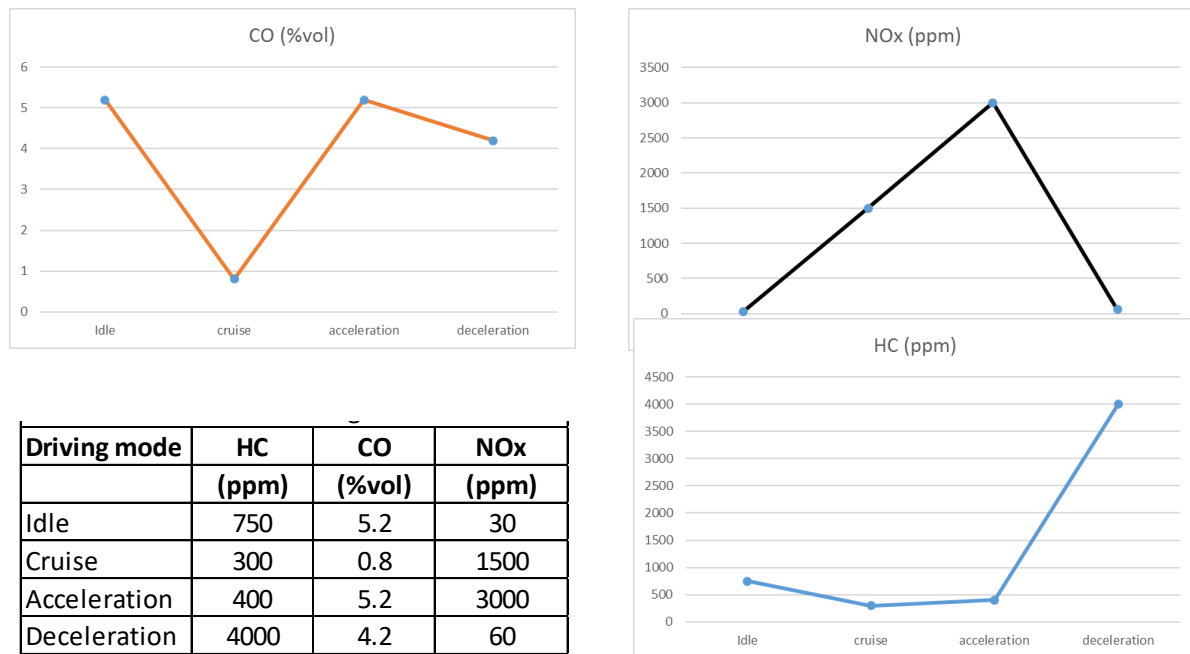 CO (%vol)
6
5
4
3
2
1
0
Idle cruise acceleration deceleration
NOx (ppm)
3500
3000
2500
2000
1500
1000
500
0
HC (ppm)
4500
4000
3500
3000
2500
2000
1500
1000
500
0
Idle cruise acceleration deceleration
Driving mode HC CO NOx
(ppm) (%vol) (ppm)
Idle 750 5.2 30
Cruise 300 0.8 1500
Acceleration 400 5.2 3000
Deceleration 4000 4.2 60